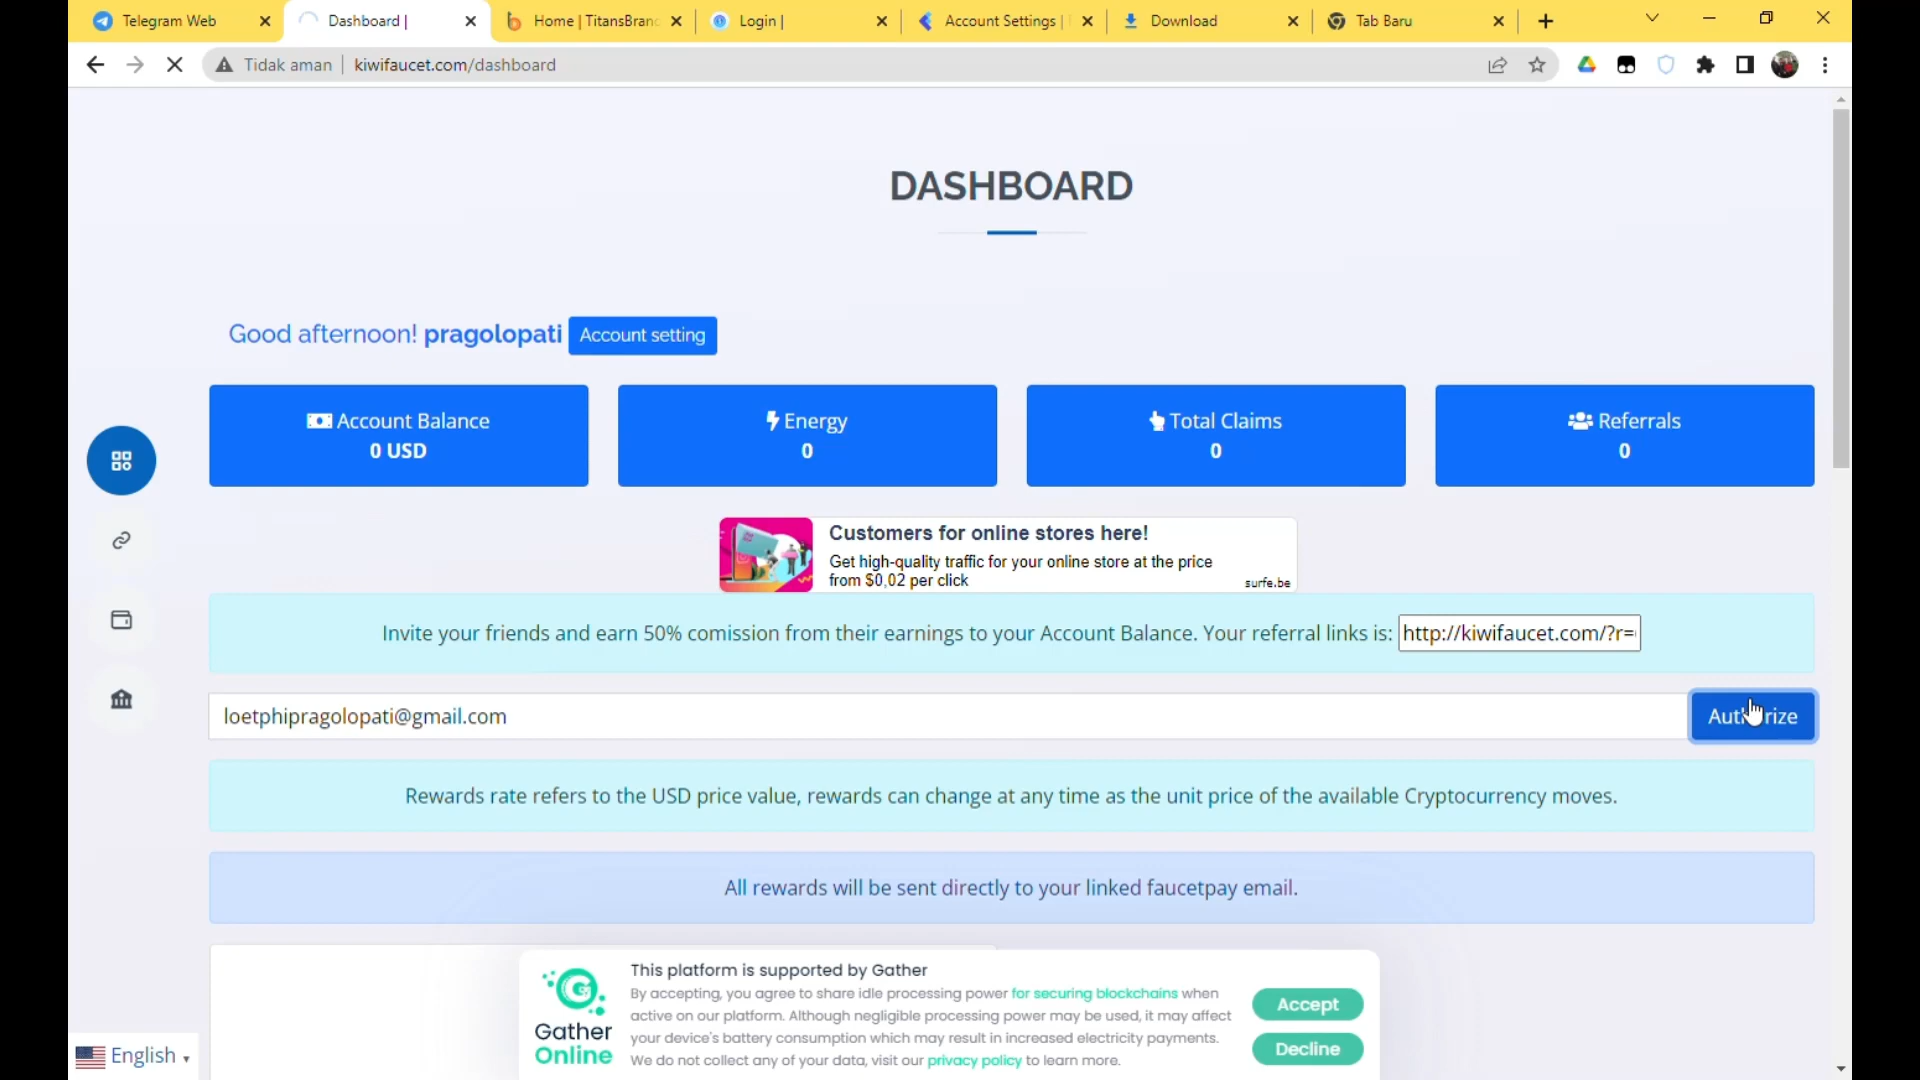 Telegram Web
Dashboard |
Home | TitansBranc
Login |
Account Settings |
Download
Tab Baru
Tidak aman
kiwifaucet.com/dashboard
DASHBOARD
Good afternoon! pragolopati
Account setting
Account Balance
0 USD
Energy
0
Total Claims
0
Referrals
0
Customers for online stores here!
Get high-quality traffic for your online store at the price
from $0,02 per click
surfe.be
Invite your friends and earn 50% comission from their earnings to your Account Balance. Your referral links is:
http://kiwifaucet.com/?r=
loetphipragolopati@gmail.com
Authorize
Rewards rate refers to the USD price value, rewards can change at any time as the unit price of the available Cryptocurrency moves.
All rewards will be sent directly to your linked faucetpay email.
Gather
Online
This platform is supported by Gather
By accepting, you agree to share idle processing power for securing blockchains when
active on our platform. Although negligible processing power may be used, it may affect
your device's battery consumption which may result in increased electricity payments.
We do not collect any of your data, visit our privacy policy to learn more.
Accept
Decline
English